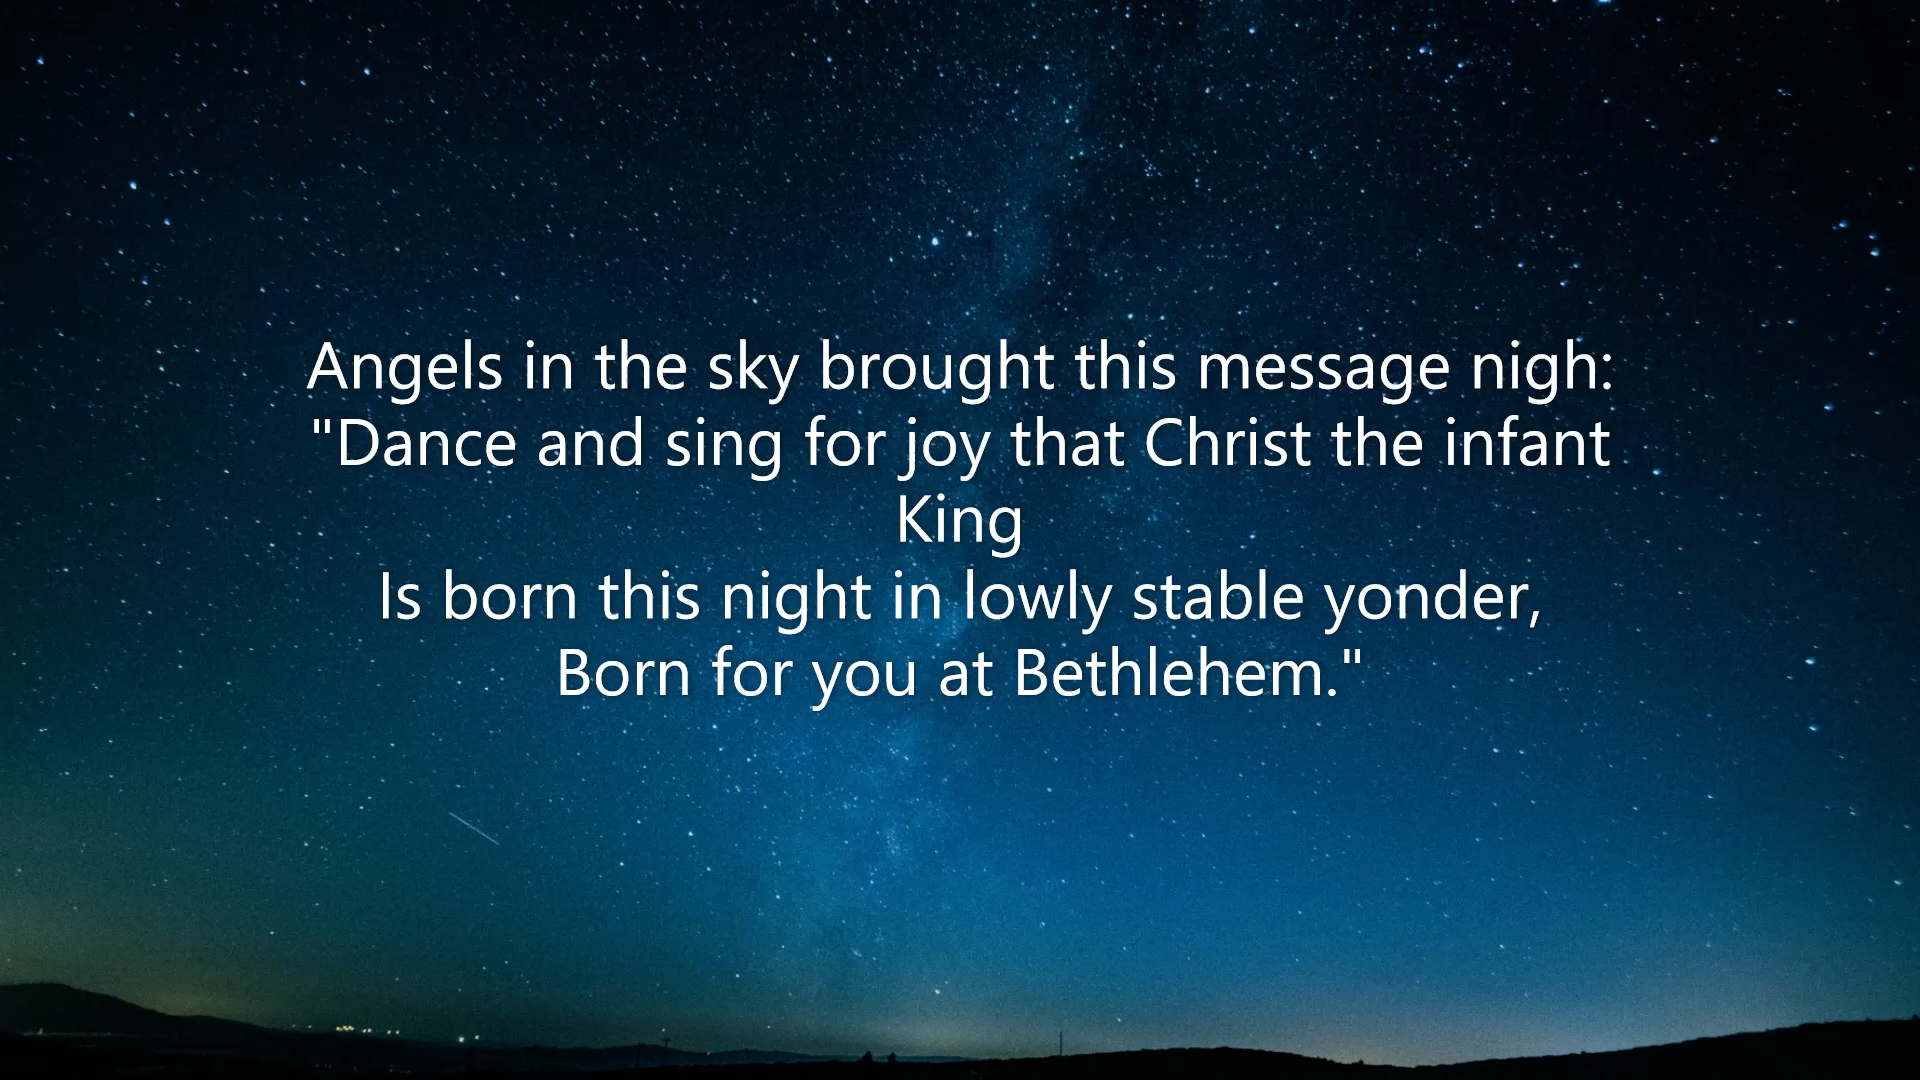 Angels in the sky brought this message nigh:
"Dance and sing for joy that Christ the infant
King
Is born this night in lowly stable yonder,
Born for you at Bethlehem."